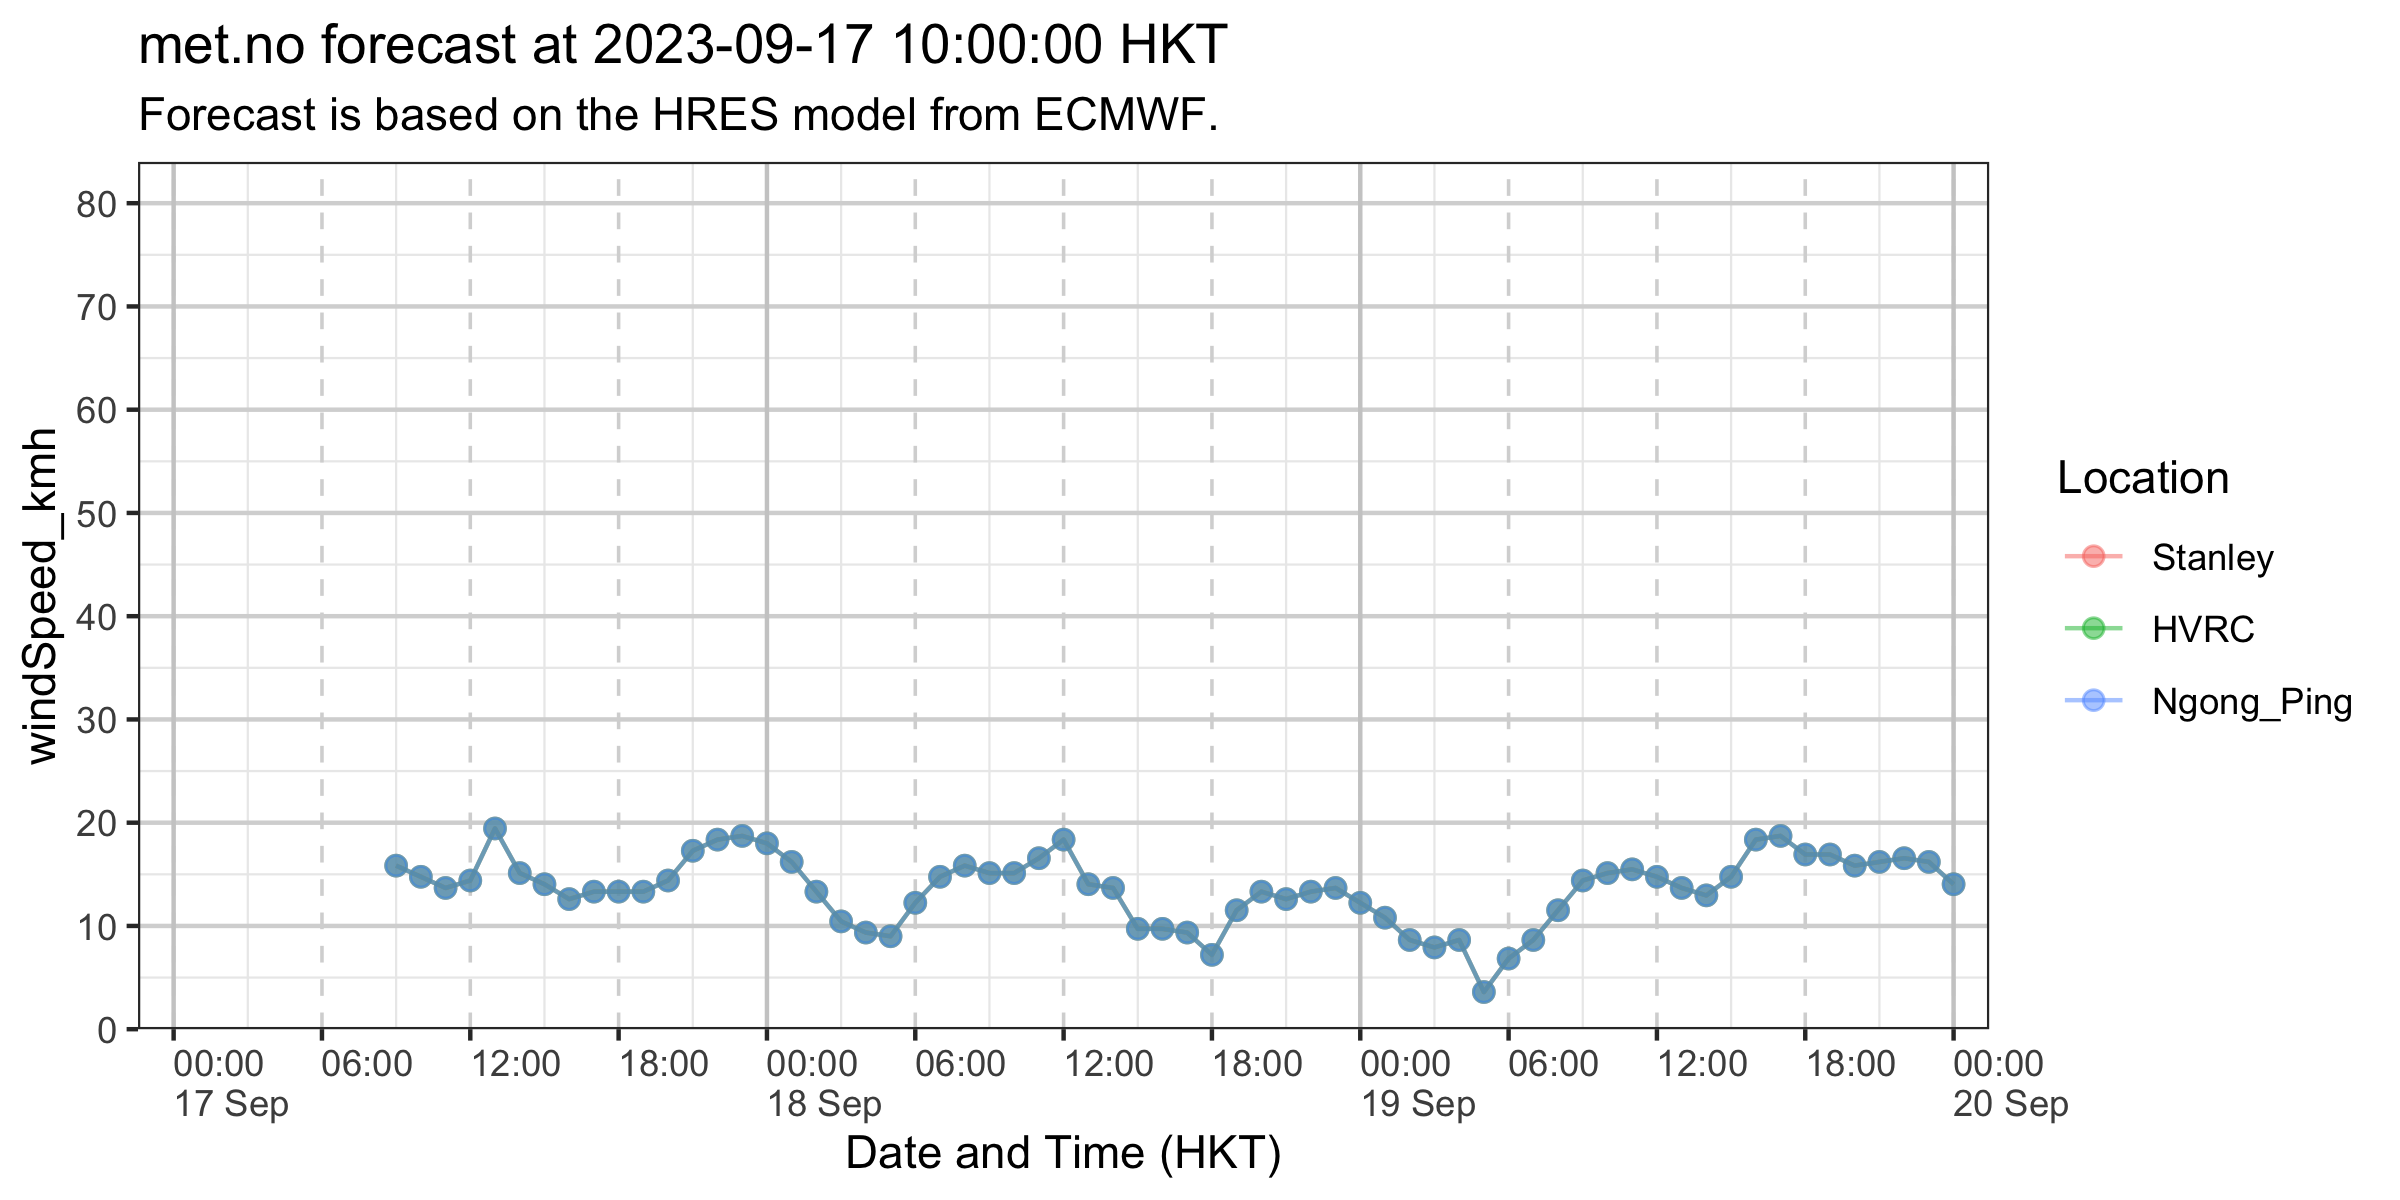 met.no forecast at 2023-09-17 10:00:00 HKT
Forecast is based on the HRES model from ECMWF.
windSpeed_kmh
80
70
60
50
40
30
20
10
0
00:00 06:00 12:00 18:00 00:00 06:00 12:00 18:00 00:00 06:00 12:00 18:00 00:00
17 Sep 18 Sep 19 Sep 20 Sep
Date and Time (HKT)
Location
Stanley
HVRC
Ngong_Ping